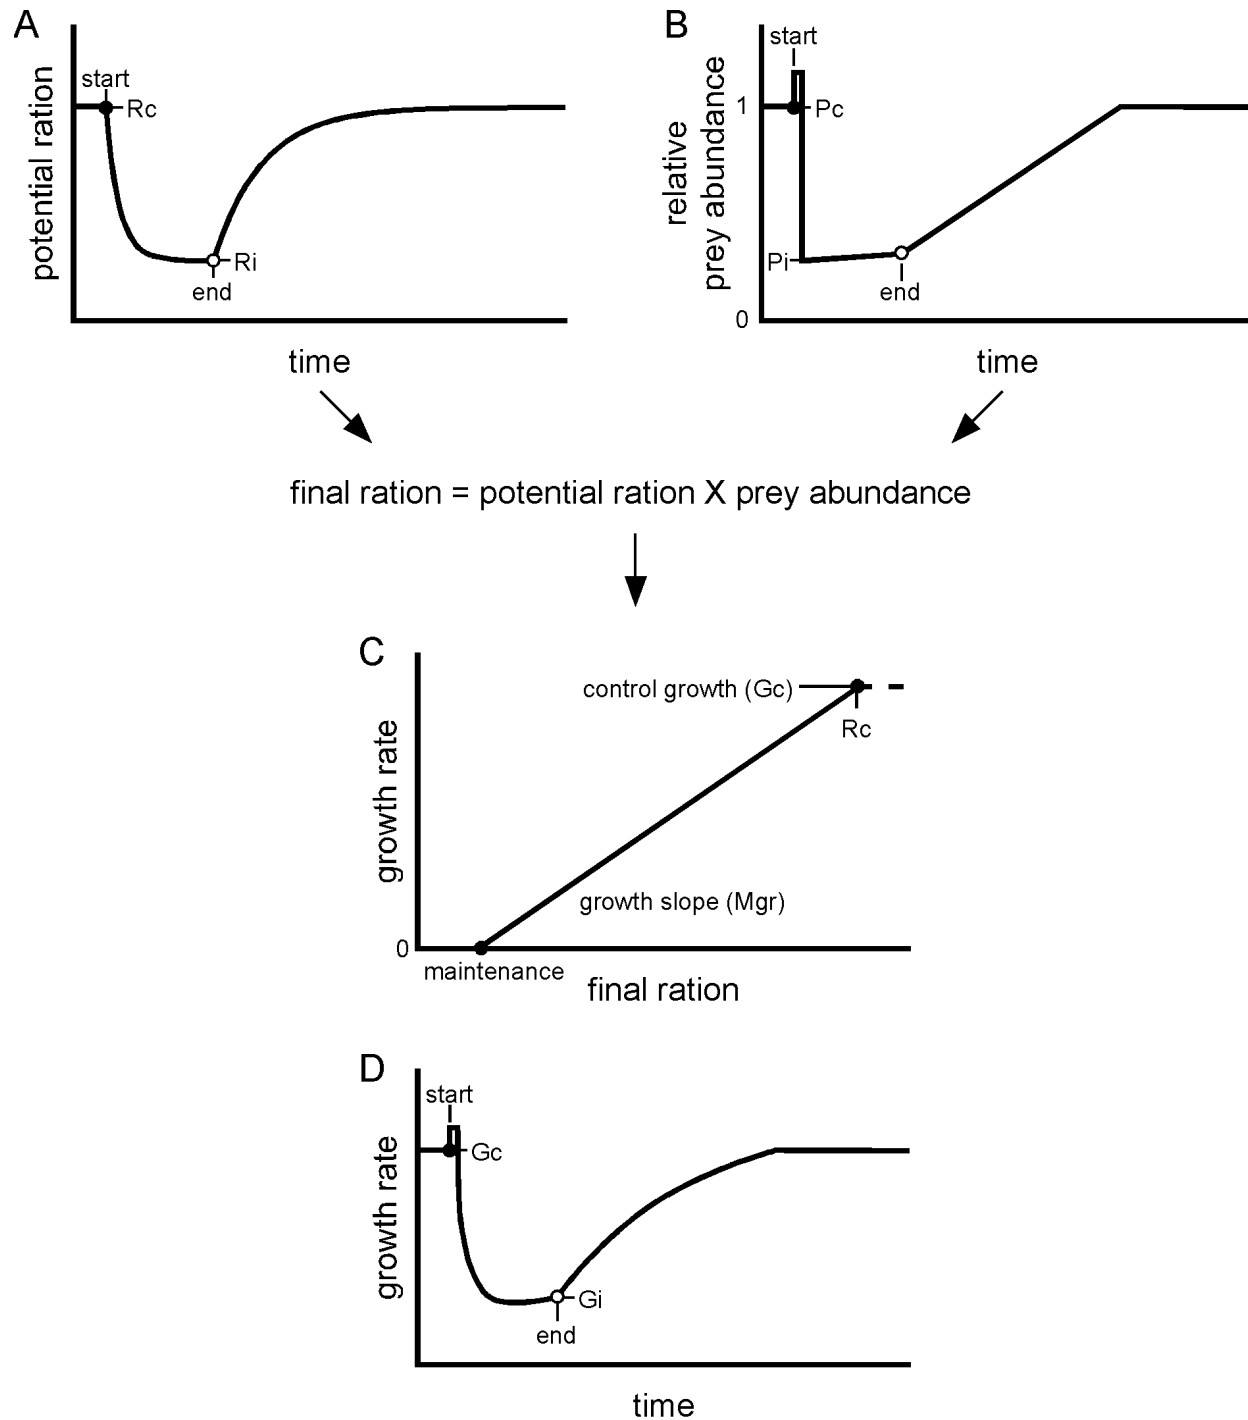 A
potential ration
start
Rc
Ri
end
time
B
relative
prey abundance
start
1
Pc
Pi
end
0
time
final ration = potential ration X prey abundance
C
growth rate
control growth (Gc)
Rc
growth slope (Mgr)
0
maintenance
final ration
D
growth rate
start
Gc
Gi
end
time